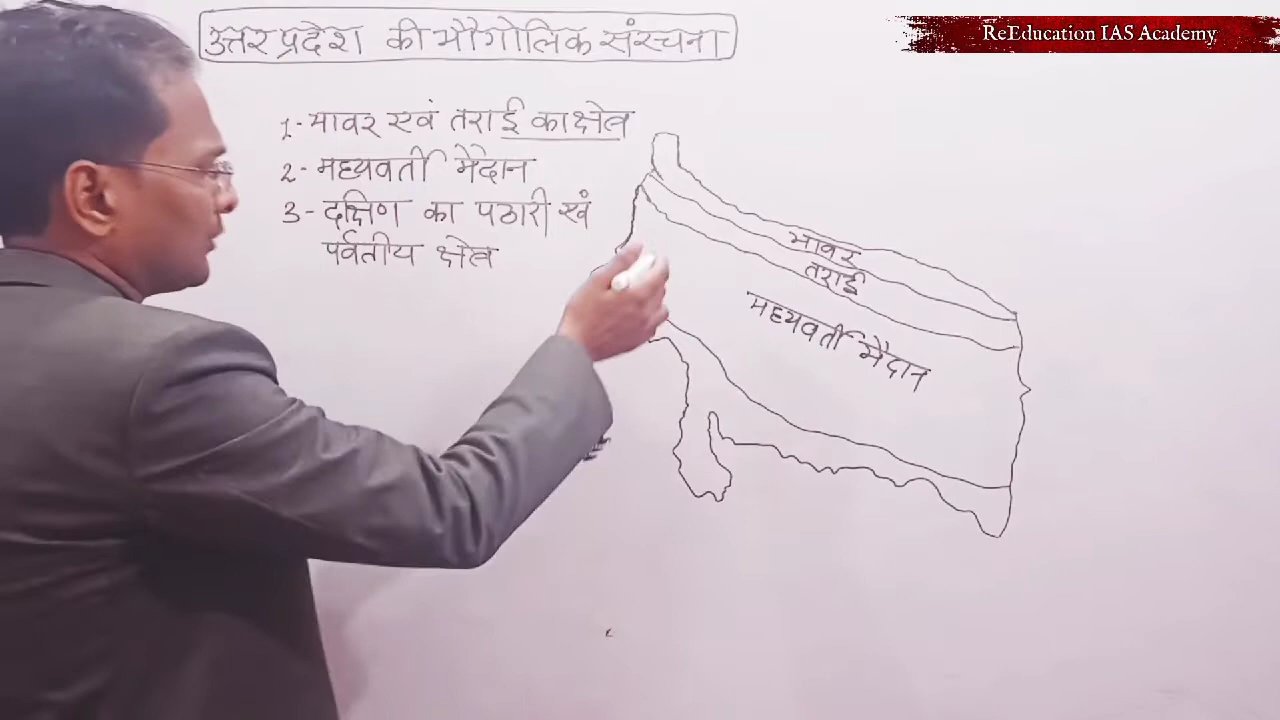 उत्तर प्रदेश की भौगोलिक संरचना
ReEducation IAS Academy
1- भावर एवं तराई का क्षेत्र
2- मध्यवर्ती मैदान
3- दक्षिण का पठारी एवं
पर्वतीय क्षेत्र
भावर
तराई
मध्यवर्ती मैदान